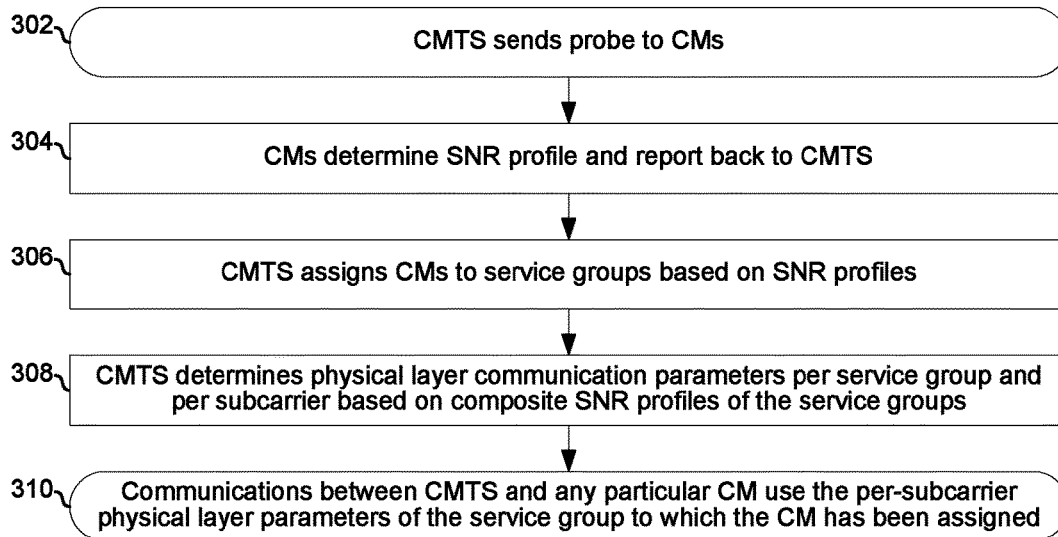 302
CMTS sends probe to CMs
304
CMs determine SNR profile and report back to CMTS
306
CMTS assigns CMs to service groups based on SNR profiles
308
CMTS determines physical layer communication parameters per service group and
per subcarrier based on composite SNR profiles of the service groups
310
Communications between CMTS and any particular CM use the per-subcarrier
physical layer parameters of the service group to which the CM has been assigned